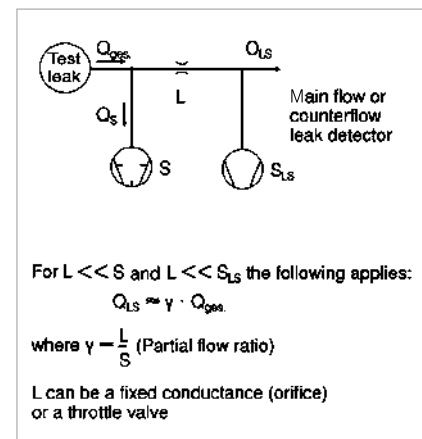 Test
leak
Qges.
QLS
QS
L
Main flow or
counterflow
leak detector
S
SLS
For L << S and L << SLS the following applies:
QLS ≈ γ · Qges.
where γ = L/S (Partial flow ratio)
L can be a fixed conductance (orifice)
or a throttle valve